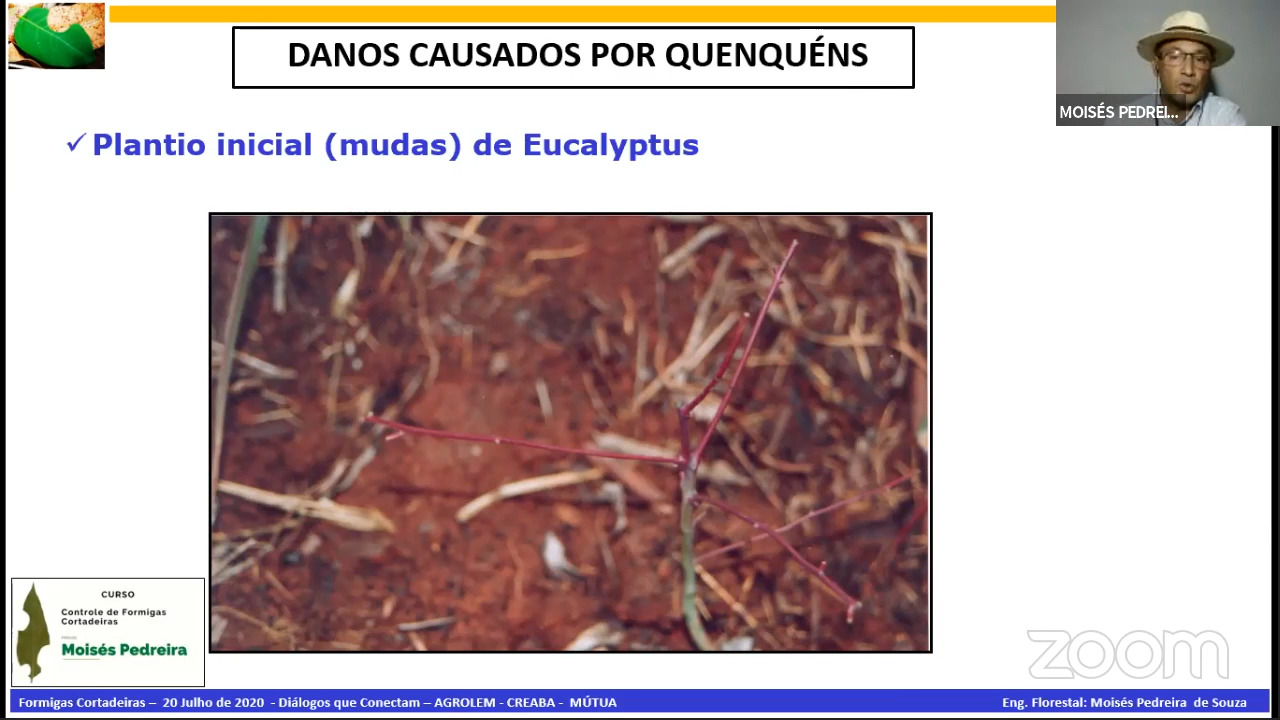 DANOS CAUSADOS POR QUENQUÉNS
MOISÉS PEDREI...
✓ Plantio inicial (mudas) de Eucalyptus
CURSO
Controle de Formigas
Cortadeiras
Moisés Pedreira
zoom
Formigas Cortadeiras – 20 Julho de 2020 - Diálogos que Conectam – AGROLEM - CREABA - MÚTUA
Eng. Florestal: Moisés Pedreira de Souza